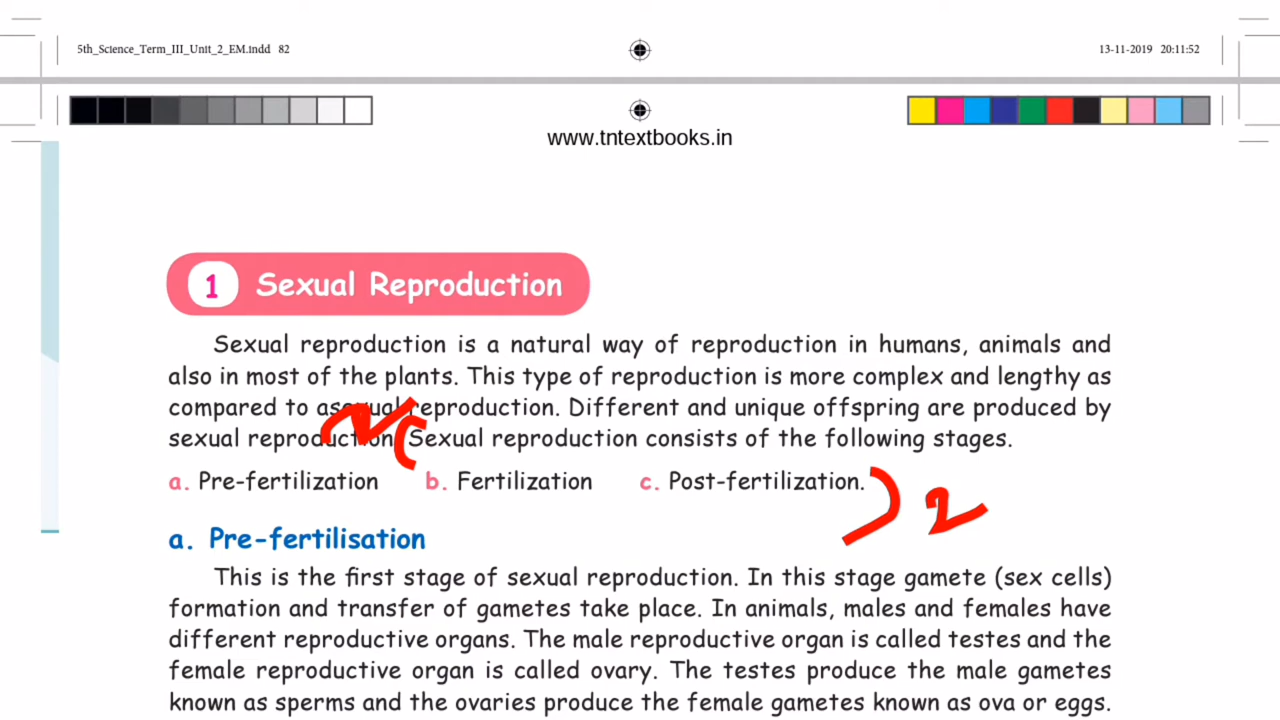 5th_Science_Term_III_Unit_2_EM.indd 82
13-11-2019 20:11:52
www.tntextbooks.in
1 Sexual Reproduction
Sexual reproduction is a natural way of reproduction in humans, animals and
also in most of the plants. This type of reproduction is more complex and lengthy as
compared to asexual reproduction. Different and unique offspring are produced by
sexual reproduction. Sexual reproduction consists of the following stages.
a. Pre-fertilization b. Fertilization c. Post-fertilization.
2
a. Pre-fertilisation
This is the first stage of sexual reproduction. In this stage gamete (sex cells)
formation and transfer of gametes take place. In animals, males and females have
different reproductive organs. The male reproductive organ is called testes and the
female reproductive organ is called ovary. The testes produce the male gametes
known as sperms and the ovaries produce the female gametes known as ova or eggs.